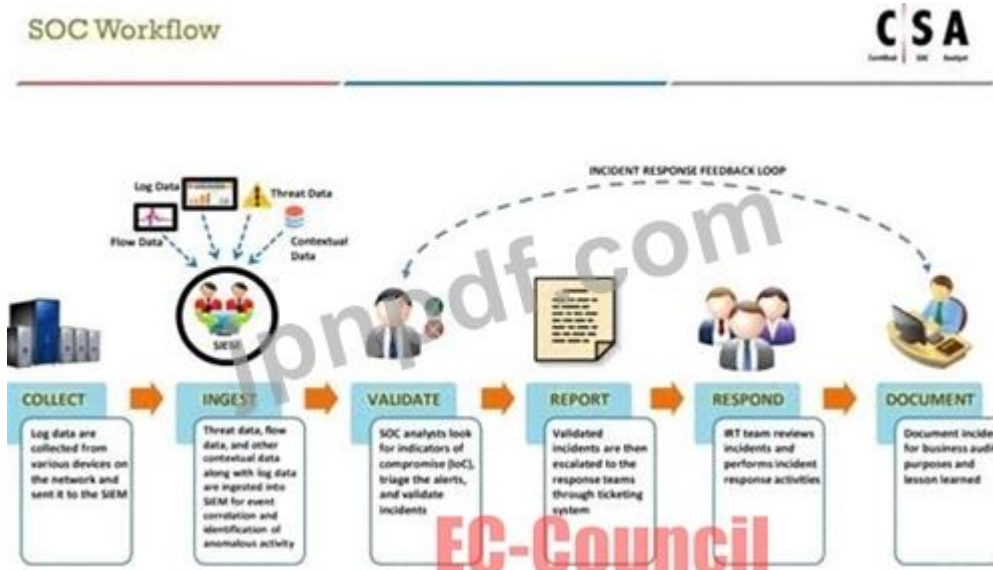 SOC Workflow
CSA
Certified SOC Analyst
INCIDENT RESPONSE FEEDBACK LOOP
Log Data
Threat Data
Flow Data
Contextual
Data
SIEM
jpnpdf.com
COLLECT
Log data are
collected from
various devices on
the network and
sent it to the SIEM
INGEST
Threat data, flow
data, and other
contextual data
along with log data
are ingested into
SIEM for event
correlation and
identification of
anomalous activity
VALIDATE
SOC analysts look
for indicators of
compromise (IoC),
triage the alerts,
and validate
incidents
REPORT
Validated
incidents are then
escalated to the
response teams
through ticketing
system
RESPOND
IRT team reviews
incidents and
performs incident
response activities
DOCUMENT
Document incide
for business audi
purposes and
lesson learned
EC-Council